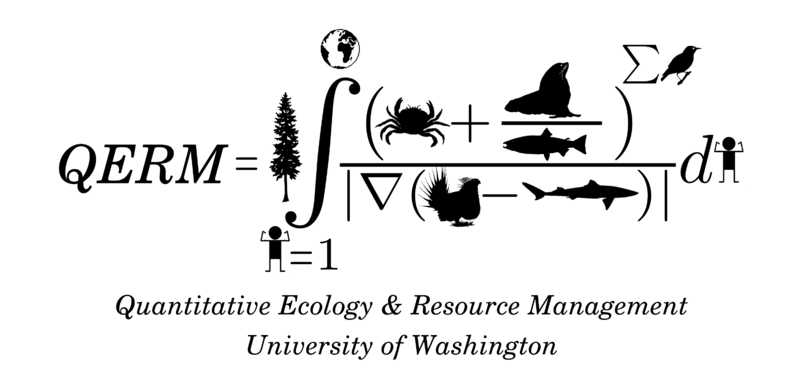 QERM = ∫ ( + )Σ d
|∇( − )|
=1
Quantitative Ecology & Resource Management
University of Washington